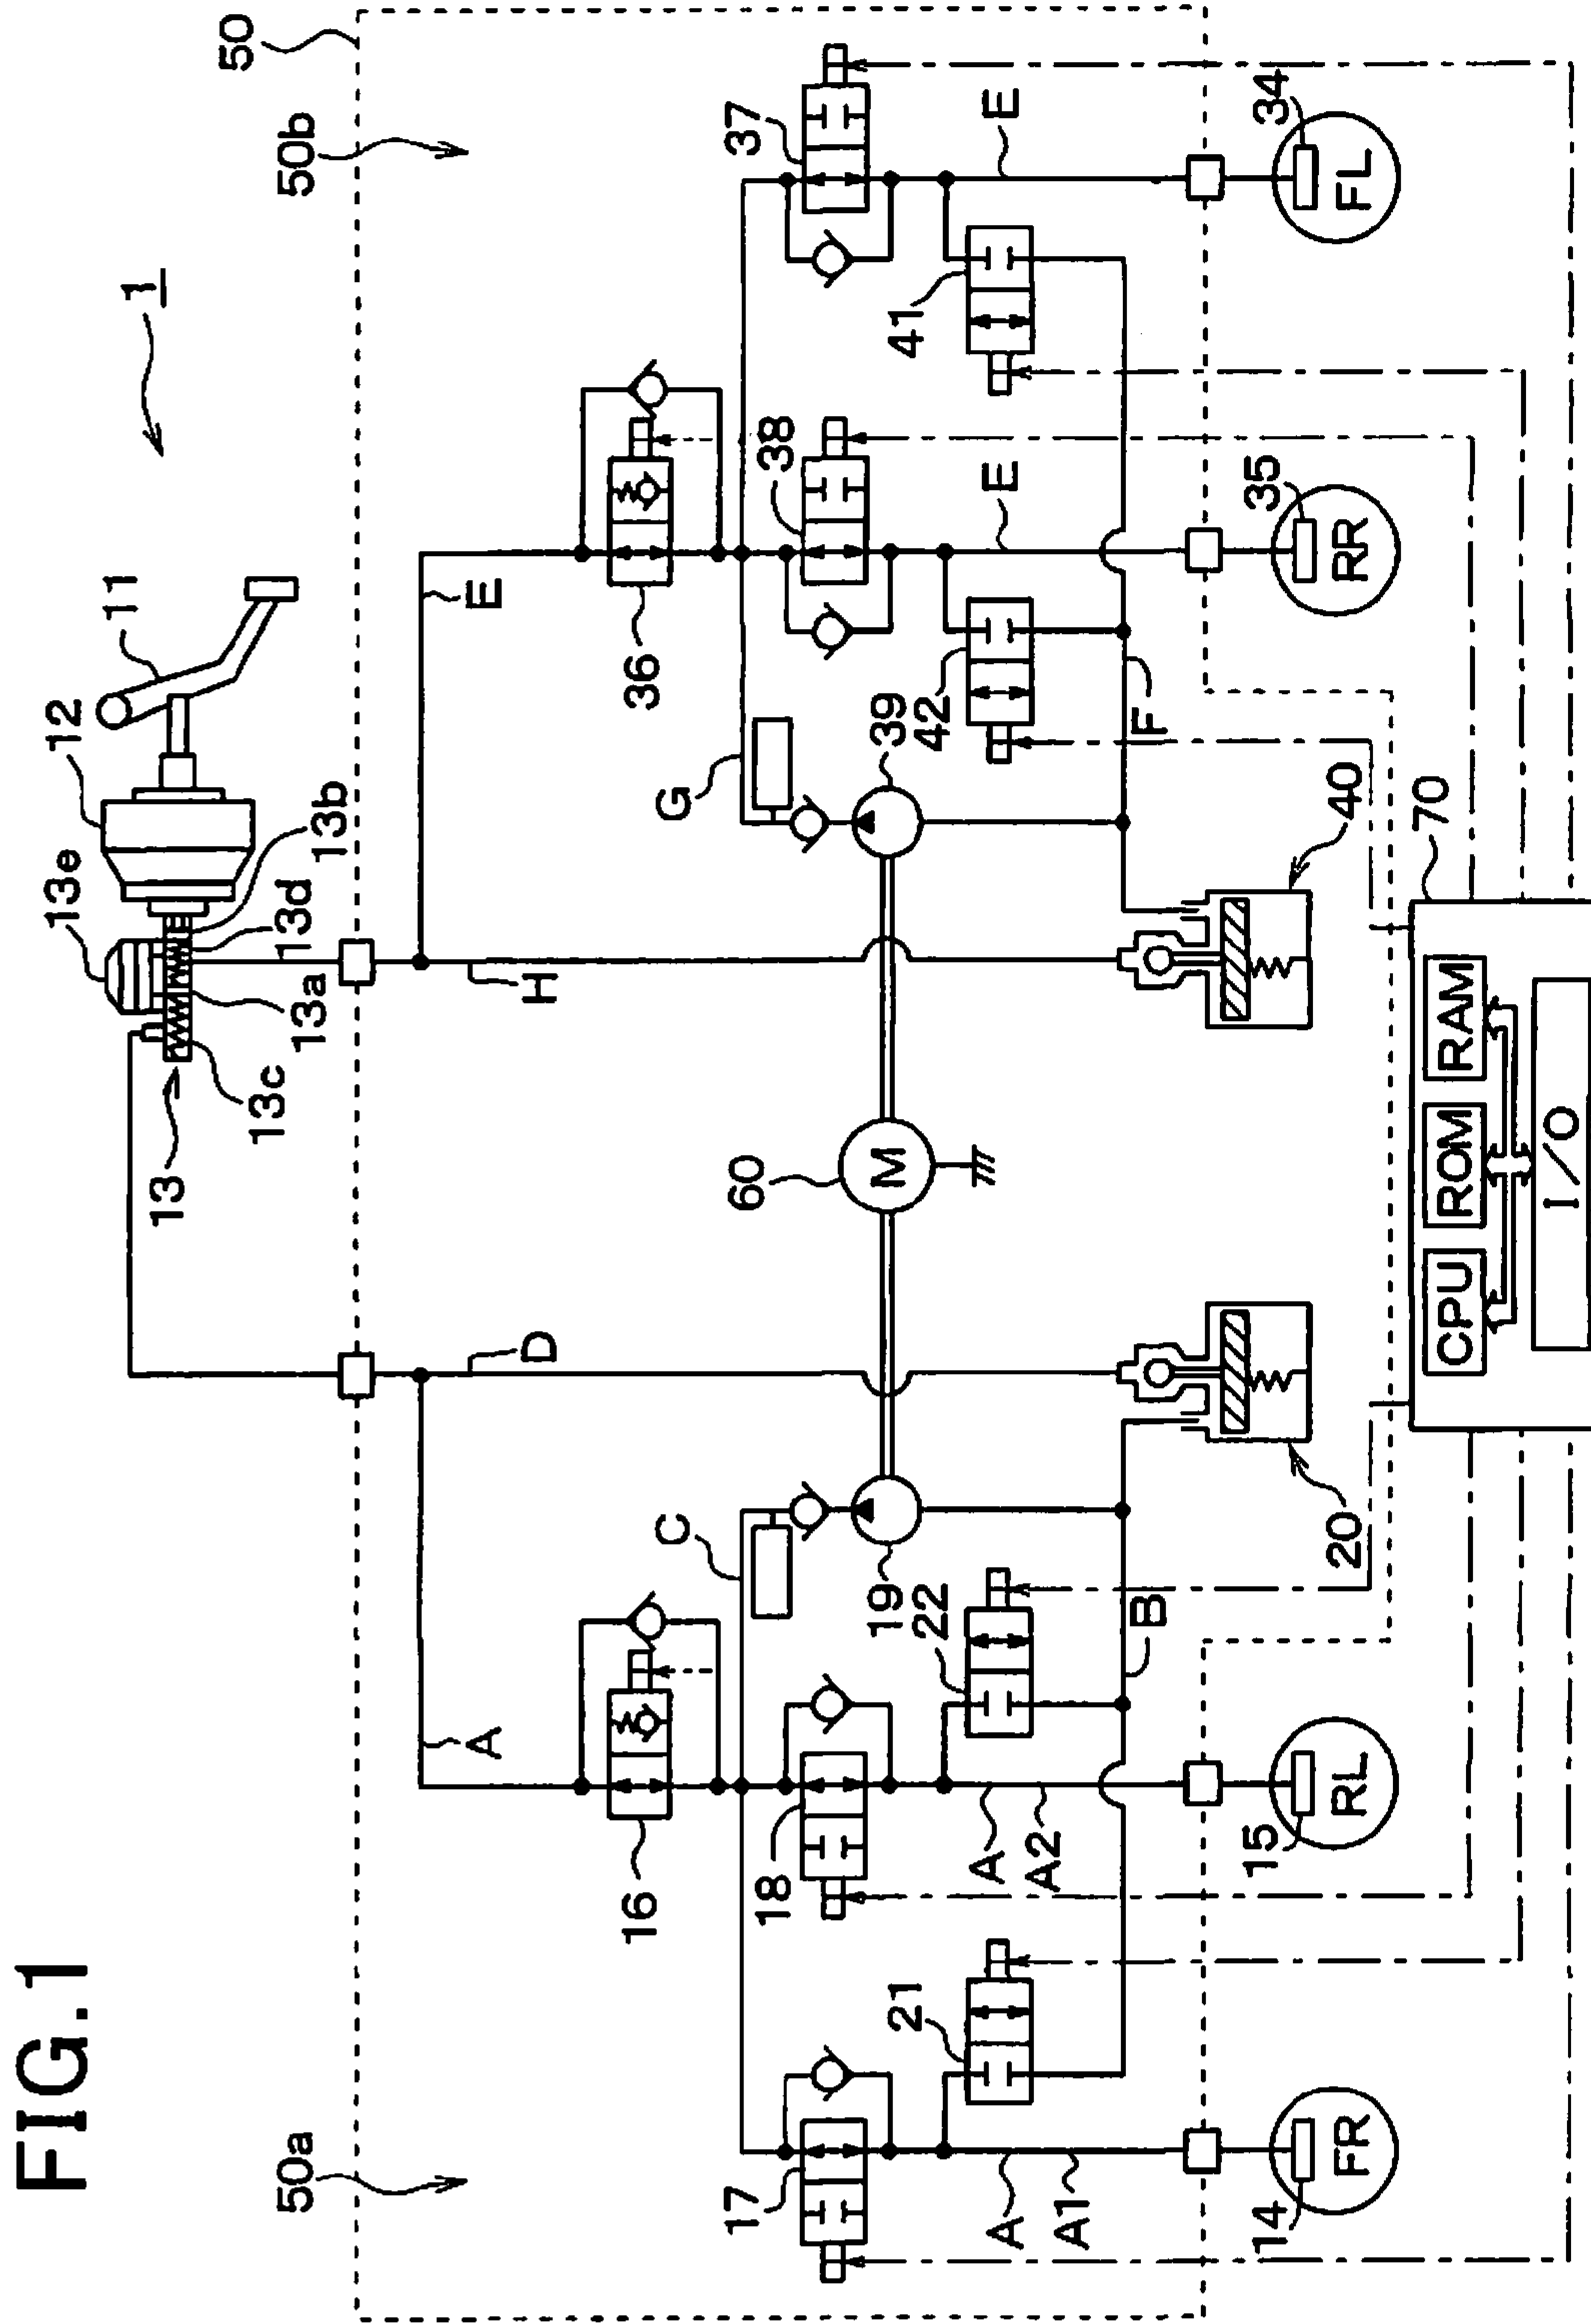 FIG.1
1
11
12
13e
13b
13d
13a
13c
13
50
50a
50b
A
D
H
E
16
36
C
G
60
M
17
18
19
22
21
39
42
38
37
41
A
A1
A
A2
B
F
E
E
14
FR
15
RL
20
40
35
RR
34
FL
70
CPU
ROM
RAM
I/O